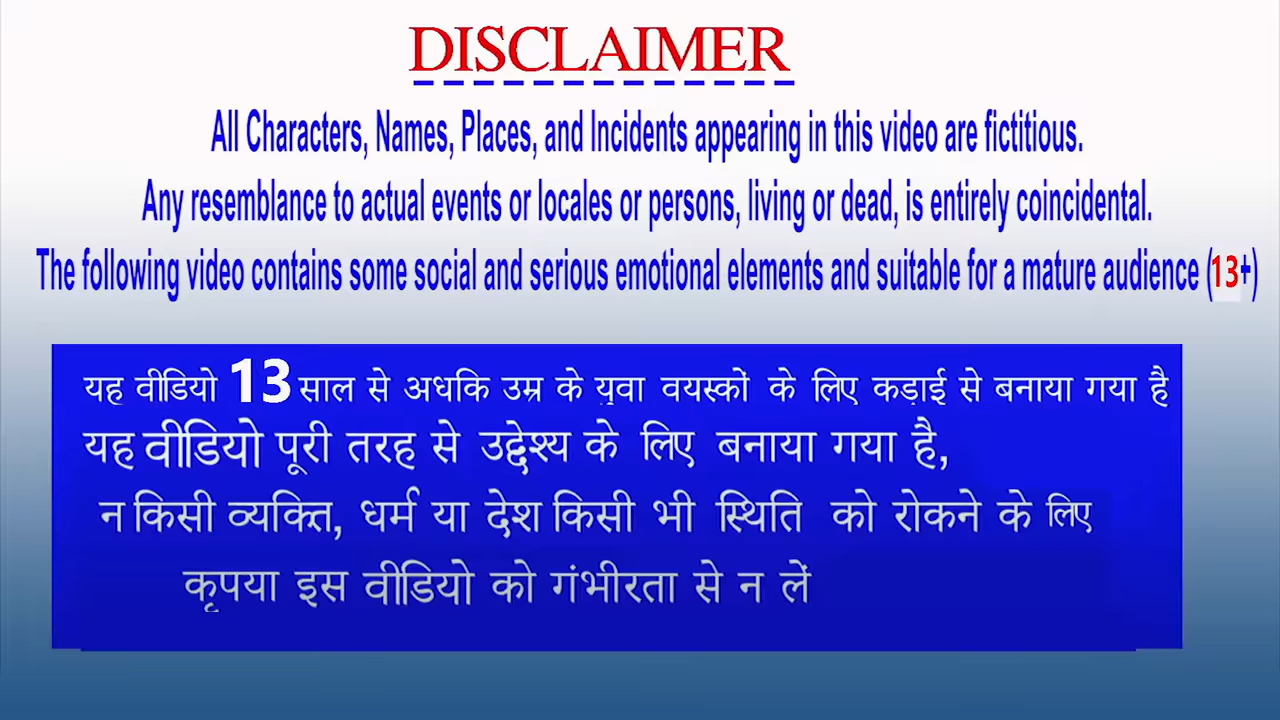 DISCLAIMER
All Characters, Names, Places, and Incidents appearing in this video are fictitious.
Any resemblance to actual events or locales or persons, living or dead, is entirely coincidental.
The following video contains some social and serious emotional elements and suitable for a mature audience (13+)
यह वीडियो 13 साल से अधकि उम्र के युवा वयस्कों के लिए कड़ाई से बनाया गया है
यह वीडियो पूरी तरह से उद्देश्य के लिए बनाया गया है,
न किसी व्यक्ति, धर्म या देश किसी भी स्थिति को रोकने के लिए
कृपया इस वीडियो को गंभीरता से न लें